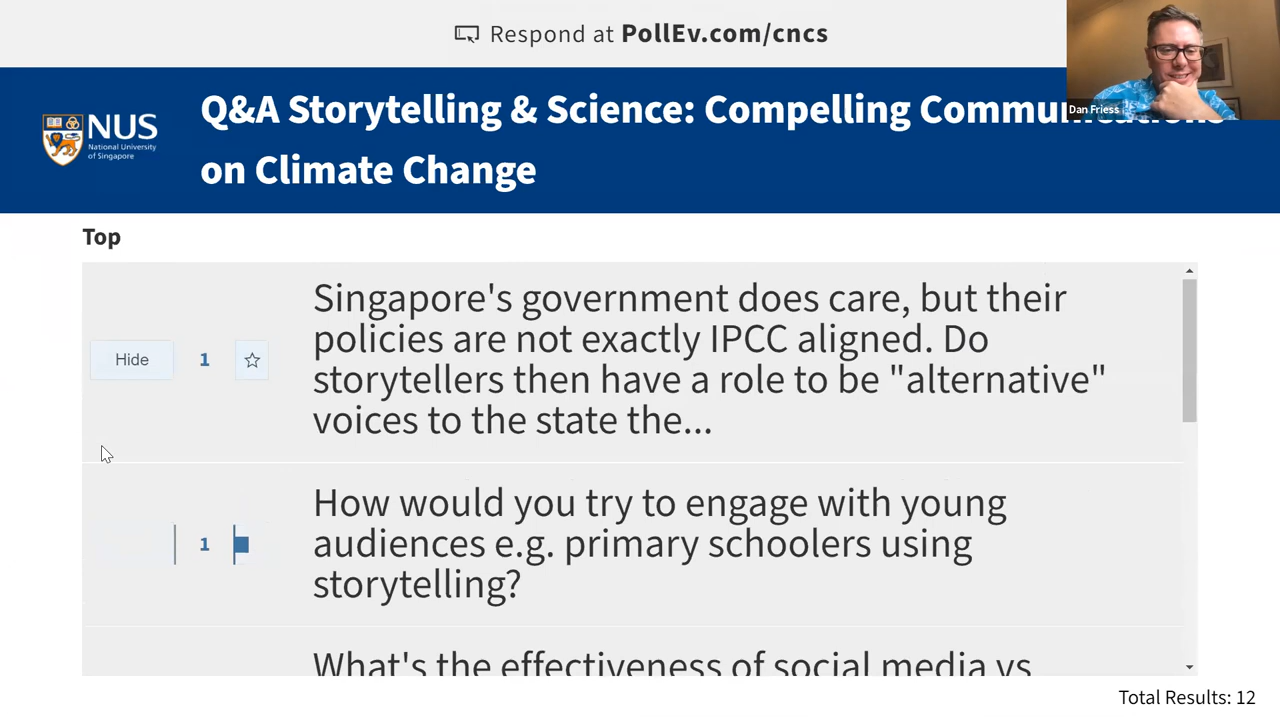 Respond at PollEv.com/cncs
Dan Friess
NUS
National University
of Singapore
Q&A Storytelling & Science: Compelling
on Climate Change
Top
Hide
1
Singapore's government does care, but their
policies are not exactly IPCC aligned. Do
storytellers then have a role to be "alternative"
voices to the state the...
1
How would you try to engage with young
audiences e.g. primary schoolers using
storytelling?
What's the effectiveness of social media vs
Total Results: 12